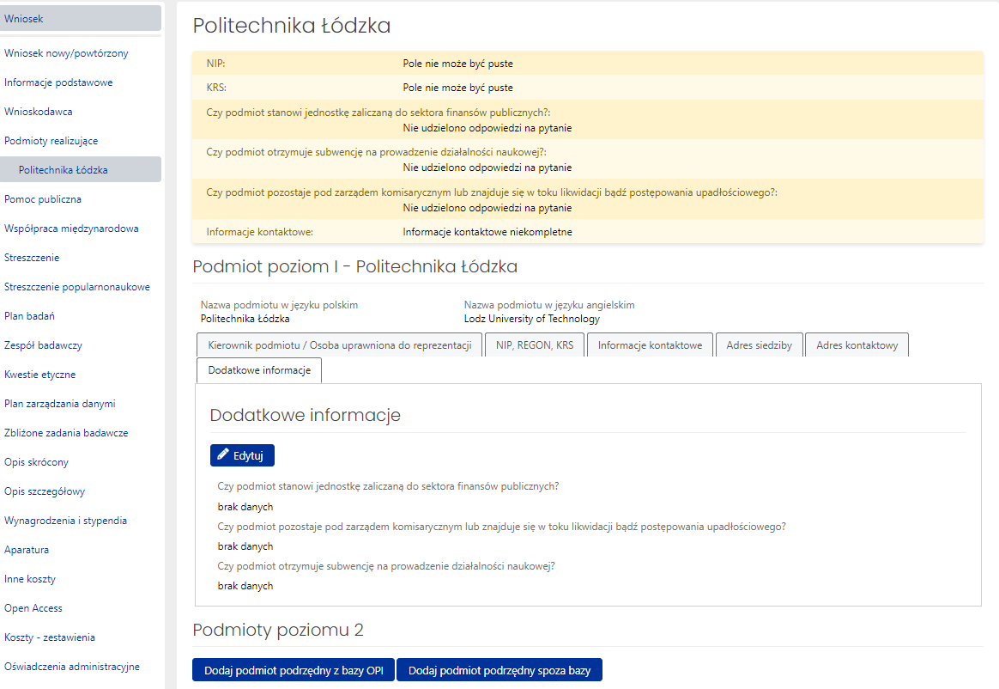 Wniosek
Wniosek nowy/powtórzony
Informacje podstawowe
Wnioskodawca
Podmioty realizujące
Politechnika Łódzka
Pomoc publiczna
Współpraca międzynarodowa
Streszczenie
Streszczenie popularnonaukowe
Plan badań
Zespół badawczy
Kwestie etyczne
Plan zarządzania danymi
Zbliżone zadania badawcze
Opis skrócony
Opis szczegółowy
Wynagrodzenia i stypendia
Aparatura
Inne koszty
Open Access
Koszty - zestawienia
Oświadczenia administracyjne
Politechnika Łódzka
NIP: Pole nie może być puste
KRS: Pole nie może być puste
Czy podmiot stanowi jednostkę zaliczaną do sektora finansów publicznych?:
Nie udzielono odpowiedzi na pytanie
Czy podmiot otrzymuje subwencję na prowadzenie działalności naukowej?:
Nie udzielono odpowiedzi na pytanie
Czy podmiot pozostaje pod zarządem komisarycznym lub znajduje się w toku likwidacji bądź postępowania upadłościowego?:
Nie udzielono odpowiedzi na pytanie
Informacje kontaktowe: Informacje kontaktowe niekompletne
Podmiot poziom I - Politechnika Łódzka
Nazwa podmiotu w języku polskim Nazwa podmiotu w języku angielskim
Politechnika Łódzka Lodz University of Technology
Kierownik podmiotu / Osoba uprawniona do reprezentacji NIP, REGON, KRS Informacje kontaktowe Adres siedziby Adres kontaktowy
Dodatkowe informacje
Dodatkowe informacje
Edytuj
Czy podmiot stanowi jednostkę zaliczaną do sektora finansów publicznych?
brak danych
Czy podmiot pozostaje pod zarządem komisarycznym lub znajduje się w toku likwidacji bądź postępowania upadłościowego?
brak danych
Czy podmiot otrzymuje subwencję na prowadzenie działalności naukowej?
brak danych
Podmioty poziomu 2
Dodaj podmiot podrzędny z bazy OPI Dodaj podmiot podrzędny spoza bazy